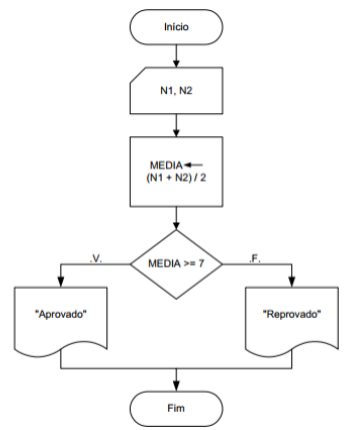 Início
N1, N2
MEDIA←
(N1 + N2) / 2
MEDIA >= 7
.V.
.F.
"Aprovado"
"Reprovado"
Fim